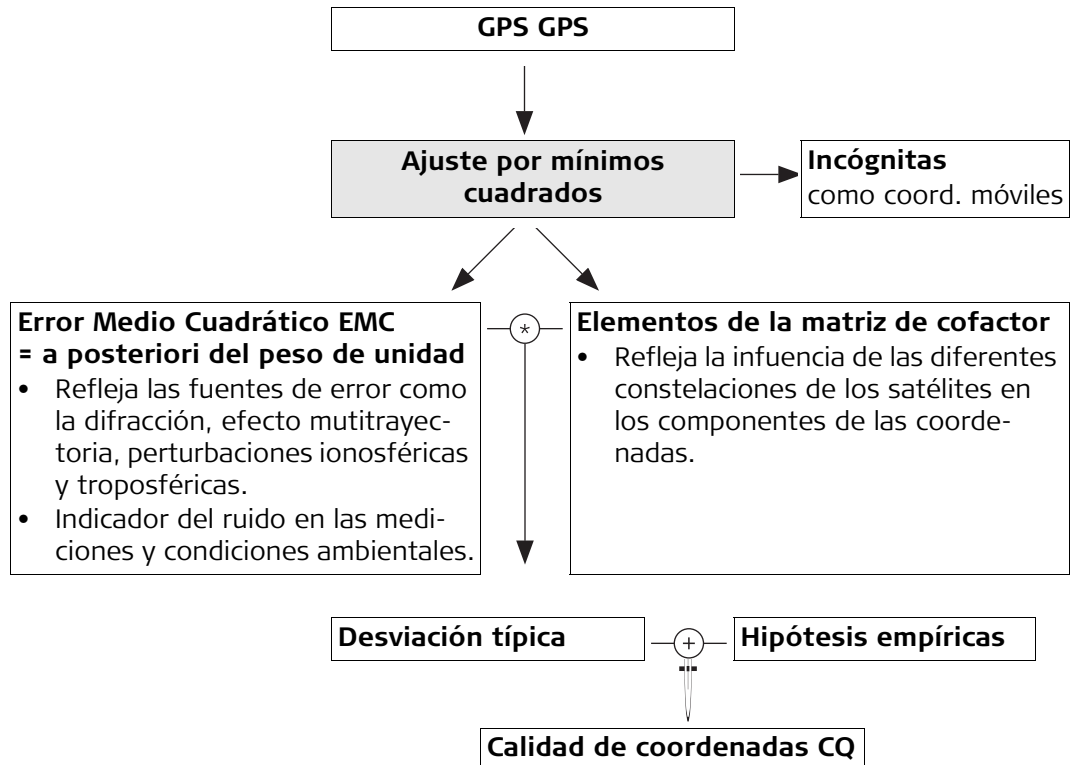 GPS GPS
Ajuste por mínimos
cuadrados
Incógnitas
como coord. móviles
Error Medio Cuadrático EMC
= a posteriori del peso de unidad
• Refleja las fuentes de error como
la difracción, efecto mutitrayec-
toria, perturbaciones ionosféricas
y troposféricas.
• Indicador del ruido en las medi-
ciones y condiciones ambientales.
*
Elementos de la matriz de cofactor
• Refleja la infuencia de las diferentes
constelaciones de los satélites en
los componentes de las coorde-
nadas.
Desviación típica
+
Hipótesis empíricas
Calidad de coordenadas CQ